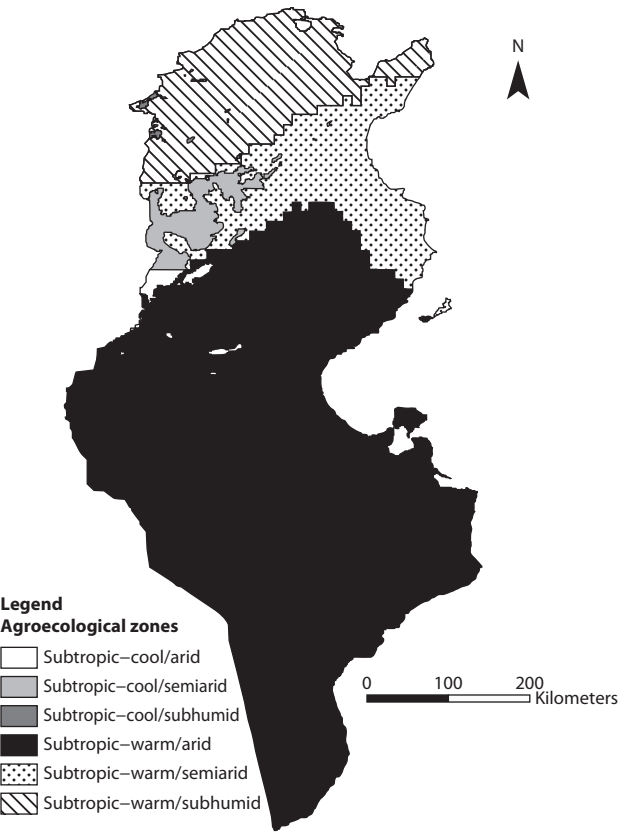 N
Legend
Agroecological zones
Subtropic–cool/arid
Subtropic–cool/semiarid
Subtropic–cool/subhumid
Subtropic–warm/arid
Subtropic–warm/semiarid
Subtropic–warm/subhumid
0 100 200
Kilometers